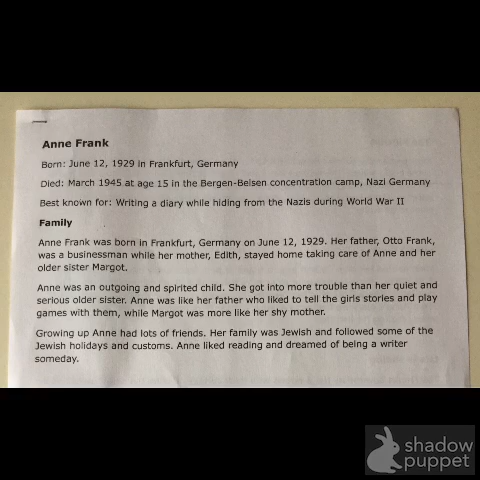 Anne Frank
Born: June 12, 1929 in Frankfurt, Germany
Died: March 1945 at age 15 in the Bergen-Belsen concentration camp, Nazi Germany
Best known for: Writing a diary while hiding from the Nazis during World War II
Family
Anne Frank was born in Frankfurt, Germany on June 12, 1929. Her father, Otto Frank,
was a businessman while her mother, Edith, stayed home taking care of Anne and her
older sister Margot.
Anne was an outgoing and spirited child. She got into more trouble than her quiet and
serious older sister. Anne was like her father who liked to tell the girls stories and play
games with them, while Margot was more like her shy mother.
Growing up Anne had lots of friends. Her family was Jewish and followed some of the
Jewish holidays and customs. Anne liked reading and dreamed of being a writer
someday.
shadow
puppet